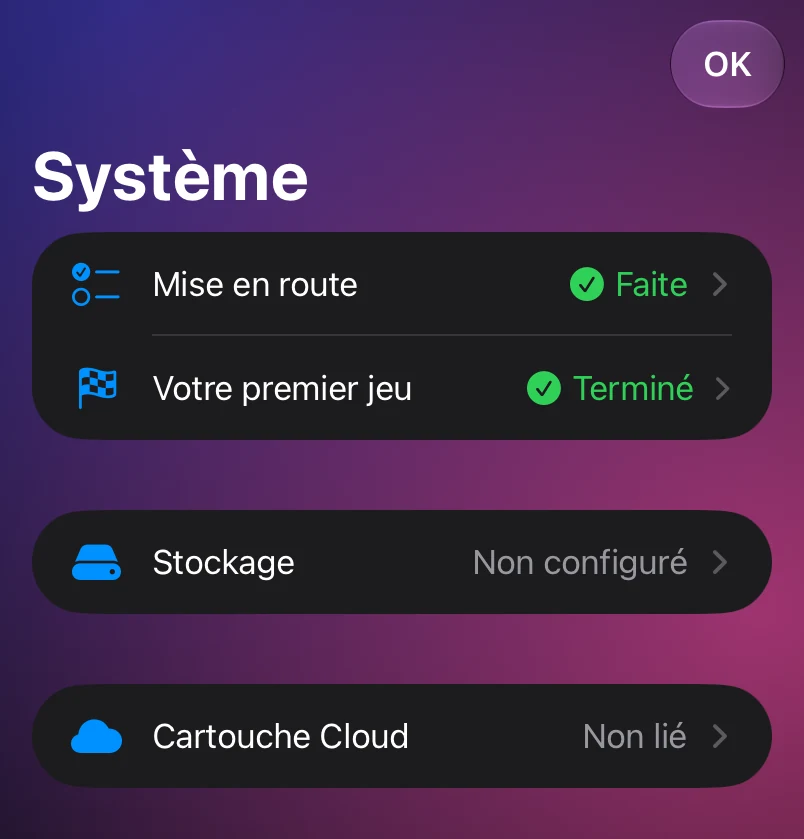 OK
Système
Mise en route Faite
Votre premier jeu Terminé
Stockage Non configuré
Cartouche Cloud Non lié